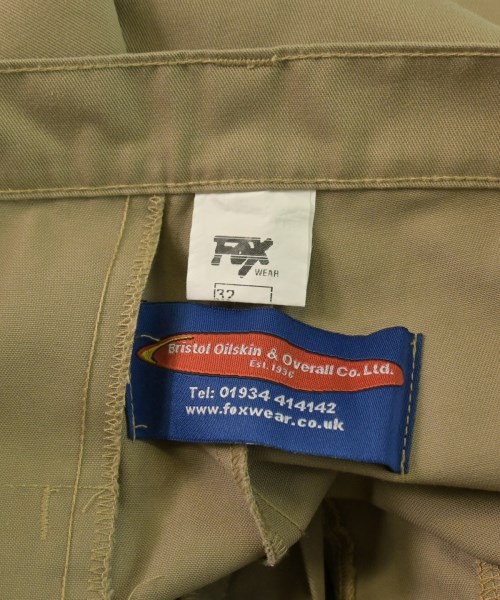 FOX
WEAR
32
Bristol Oilskin & Overall Co. Ltd.
Est. 1936
Tel: 01934 414142
www.foxwear.co.uk